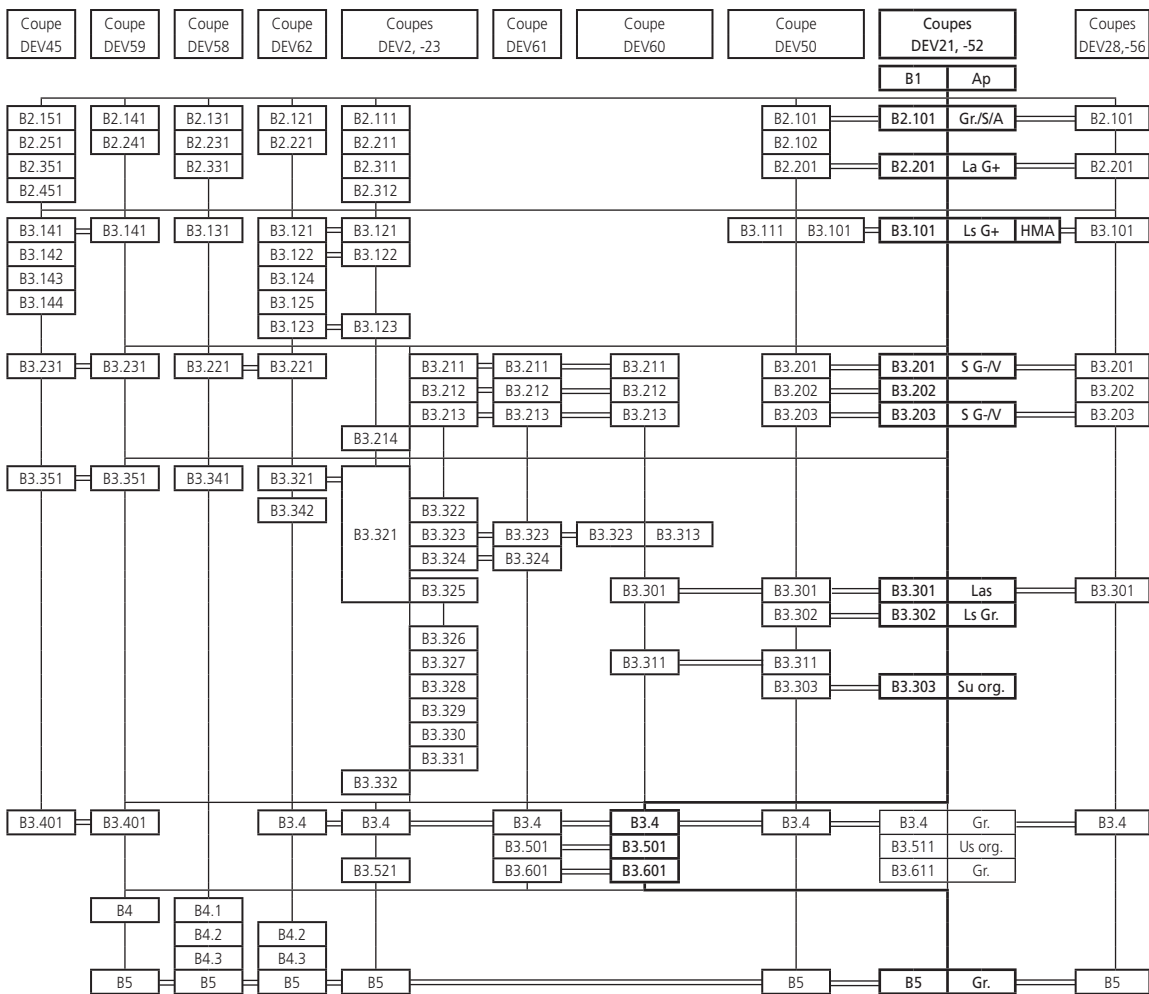 Coupe DEV45 Coupe DEV59 Coupe DEV58 Coupe DEV62 Coupes DEV2, -23 Coupe DEV61 Coupe DEV60 Coupe DEV50 Coupes DEV21, -52 Coupes DEV28,-56
B1 Ap
B2.151 B2.141 B2.131 B2.121 B2.111 B2.101 B2.101 Gr./S/A B2.101
B2.251 B2.241 B2.231 B2.221 B2.211 B2.102
B2.351 B2.331 B2.311 B2.201 B2.201 La G+ B2.201
B2.451 B2.312
B3.141 B3.141 B3.131 B3.121 B3.121 B3.111 B3.101 B3.101 Ls G+ HMA B3.101
B3.142 B3.122 B3.122
B3.143 B3.124
B3.144 B3.125
B3.123 B3.123
B3.231 B3.231 B3.221 B3.221 B3.211 B3.211 B3.211 B3.201 B3.201 S G-/V B3.201
B3.212 B3.212 B3.212 B3.202 B3.202 B3.202
B3.213 B3.213 B3.213 B3.203 B3.203 S G-/V B3.203
B3.214
B3.351 B3.351 B3.341 B3.321
B3.342 B3.322
B3.321 B3.323 B3.323 B3.323 B3.313
B3.324 B3.324
B3.325 B3.301 B3.301 B3.301 Las B3.301
B3.302 B3.302 Ls Gr.
B3.326
B3.327 B3.311 B3.311
B3.328 B3.303 B3.303 Su org.
B3.329
B3.330
B3.331
B3.332
B3.401 B3.401 B3.4 B3.4 B3.4 B3.4 B3.4 B3.4 Gr. B3.4
B3.501 B3.501 B3.511 Us org.
B3.521 B3.601 B3.601 B3.611 Gr.
B4 B4.1
B4.2 B4.2
B4.3 B4.3
B5 B5 B5 B5 B5 B5 Gr. B5